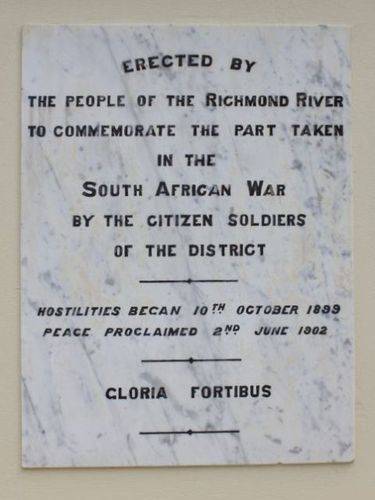 ERECTED BY
THE PEOPLE OF THE RICHMOND RIVER
TO COMMEMORATE THE PART TAKEN
IN THE
SOUTH AFRICAN WAR
BY THE CITIZEN SOLDIERS
OF THE DISTRICT
HOSTILITIES BEGAN 10TH OCTOBER 1899
PEACE PROCLAIMED 2ND JUNE 1902
GLORIA FORTIBUS